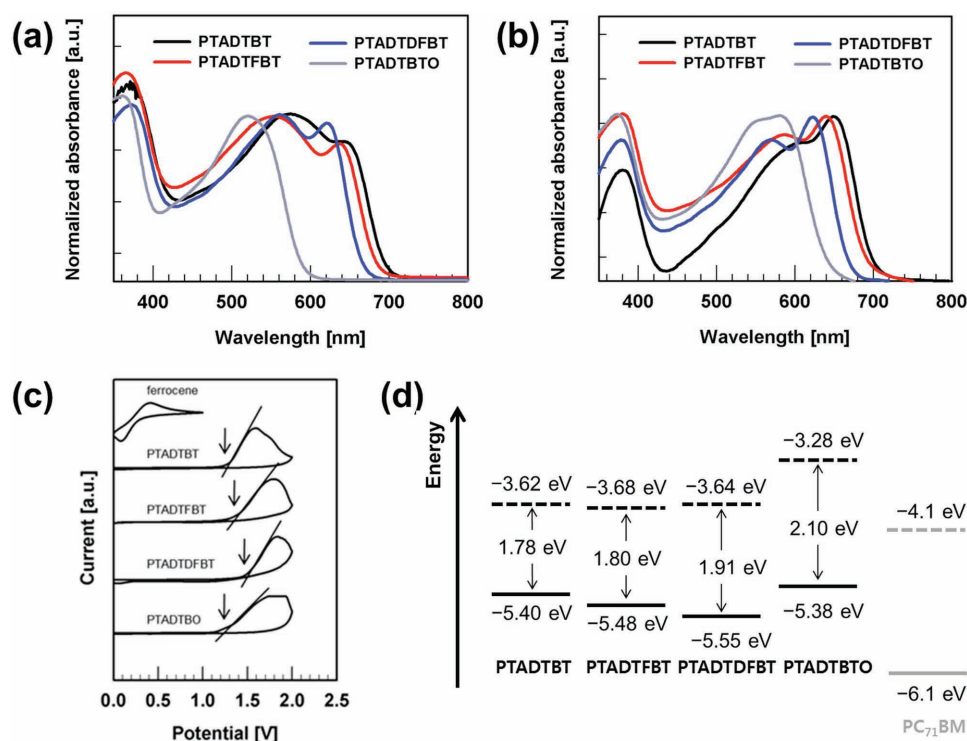 (a)
PTADTBT
PTADTFBT
PTADTDFBT
PTADTBTO
Normalized absorbance [a.u.]
400 500 600 700 800
Wavelength [nm]
(b)
PTADTBT
PTADTFBT
PTADTDFBT
PTADTBTO
Normalized absorbance [a.u.]
400 500 600 700 800
Wavelength [nm]
(c)
ferrocene
PTADTBT
PTADTFBT
PTADTDFBT
PTADTBO
Current [a.u.]
0.0 0.5 1.0 1.5 2.0 2.5
Potential [V]
(d)
Energy
−3.62 eV
1.78 eV
−5.40 eV
PTADTBT
−3.68 eV
1.80 eV
−5.48 eV
PTADTFBT
−3.64 eV
1.91 eV
−5.55 eV
PTADTDFBT
−3.28 eV
2.10 eV
−5.38 eV
PTADTBTO
−4.1 eV
−6.1 eV
PC₇₁BM